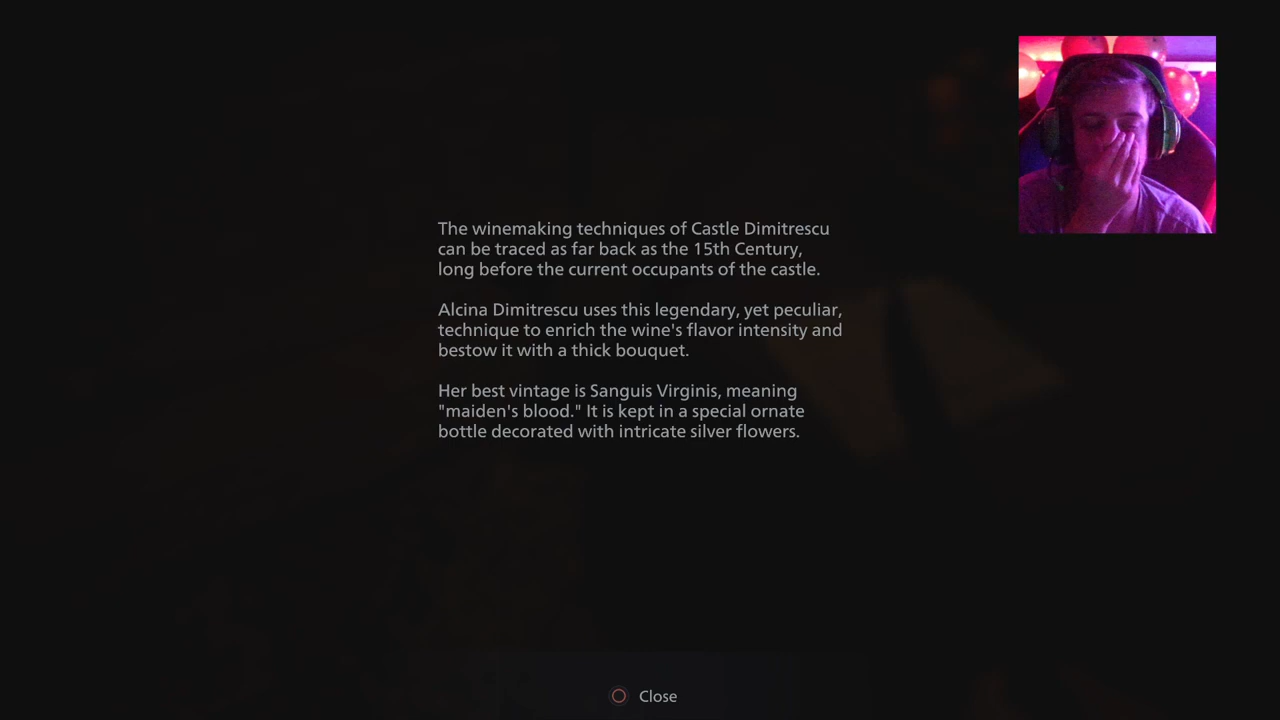 The winemaking techniques of Castle Dimitrescu
can be traced as far back as the 15th Century,
long before the current occupants of the castle.
Alcina Dimitrescu uses this legendary, yet peculiar,
technique to enrich the wine's flavor intensity and
bestow it with a thick bouquet.
Her best vintage is Sanguis Virginis, meaning
"maiden's blood." It is kept in a special ornate
bottle decorated with intricate silver flowers.
Close